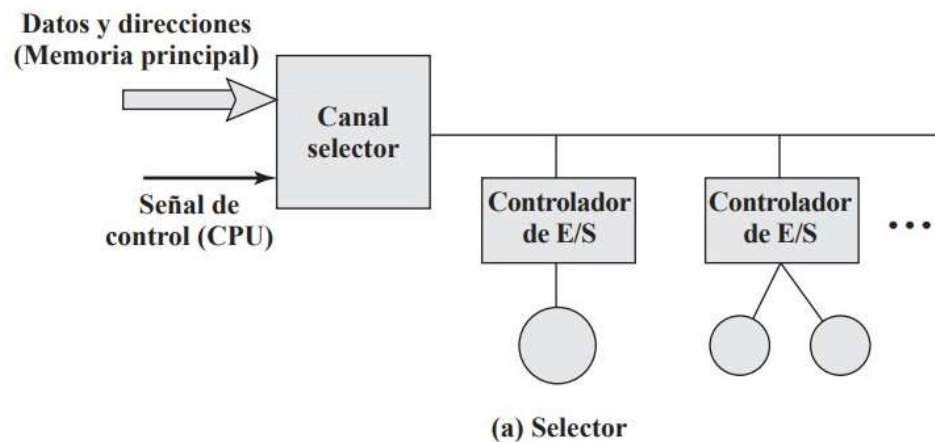 Datos y direcciones
(Memoria principal)
Canal
selector
Señal de
control (CPU)
Controlador
de E/S
Controlador
de E/S
...
(a) Selector